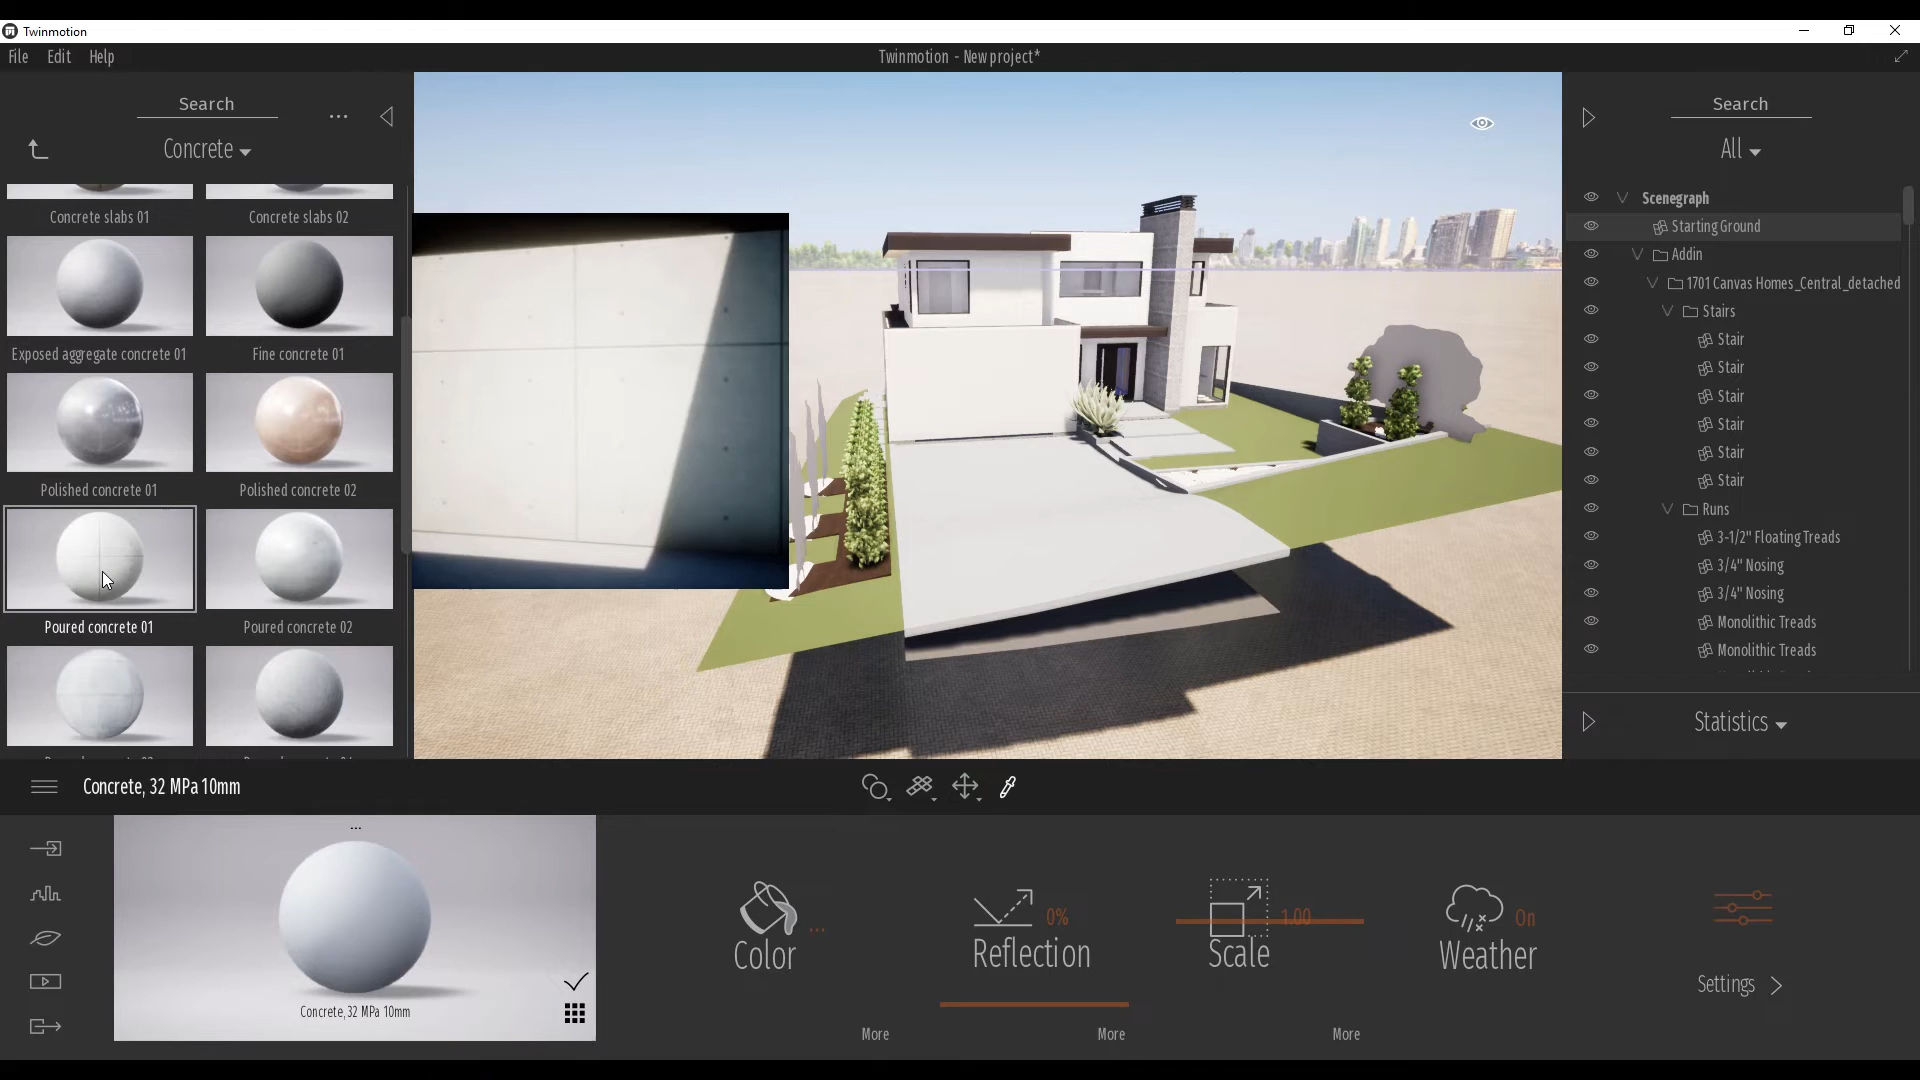 Twinmotion
File Edit Help
Twinmotion - New project*
Search
...
Concrete
Concrete slabs 01
Concrete slabs 02
Exposed aggregate concrete 01
Fine concrete 01
Polished concrete 01
Polished concrete 02
Poured concrete 01
Poured concrete 02
Search
All
Scenegraph
Starting Ground
Addin
1701 Canvas Homes_Central_detached
Stairs
Stair
Stair
Stair
Stair
Stair
Stair
Runs
3-1/2" Floating Treads
3/4" Nosing
3/4" Nosing
Monolithic Treads
Monolithic Treads
Statistics
Concrete, 32 MPa 10mm
...
Concrete, 32 MPa 10mm
...
Color
More
0%
Reflection
More
1.00
Scale
More
On
Weather
Settings